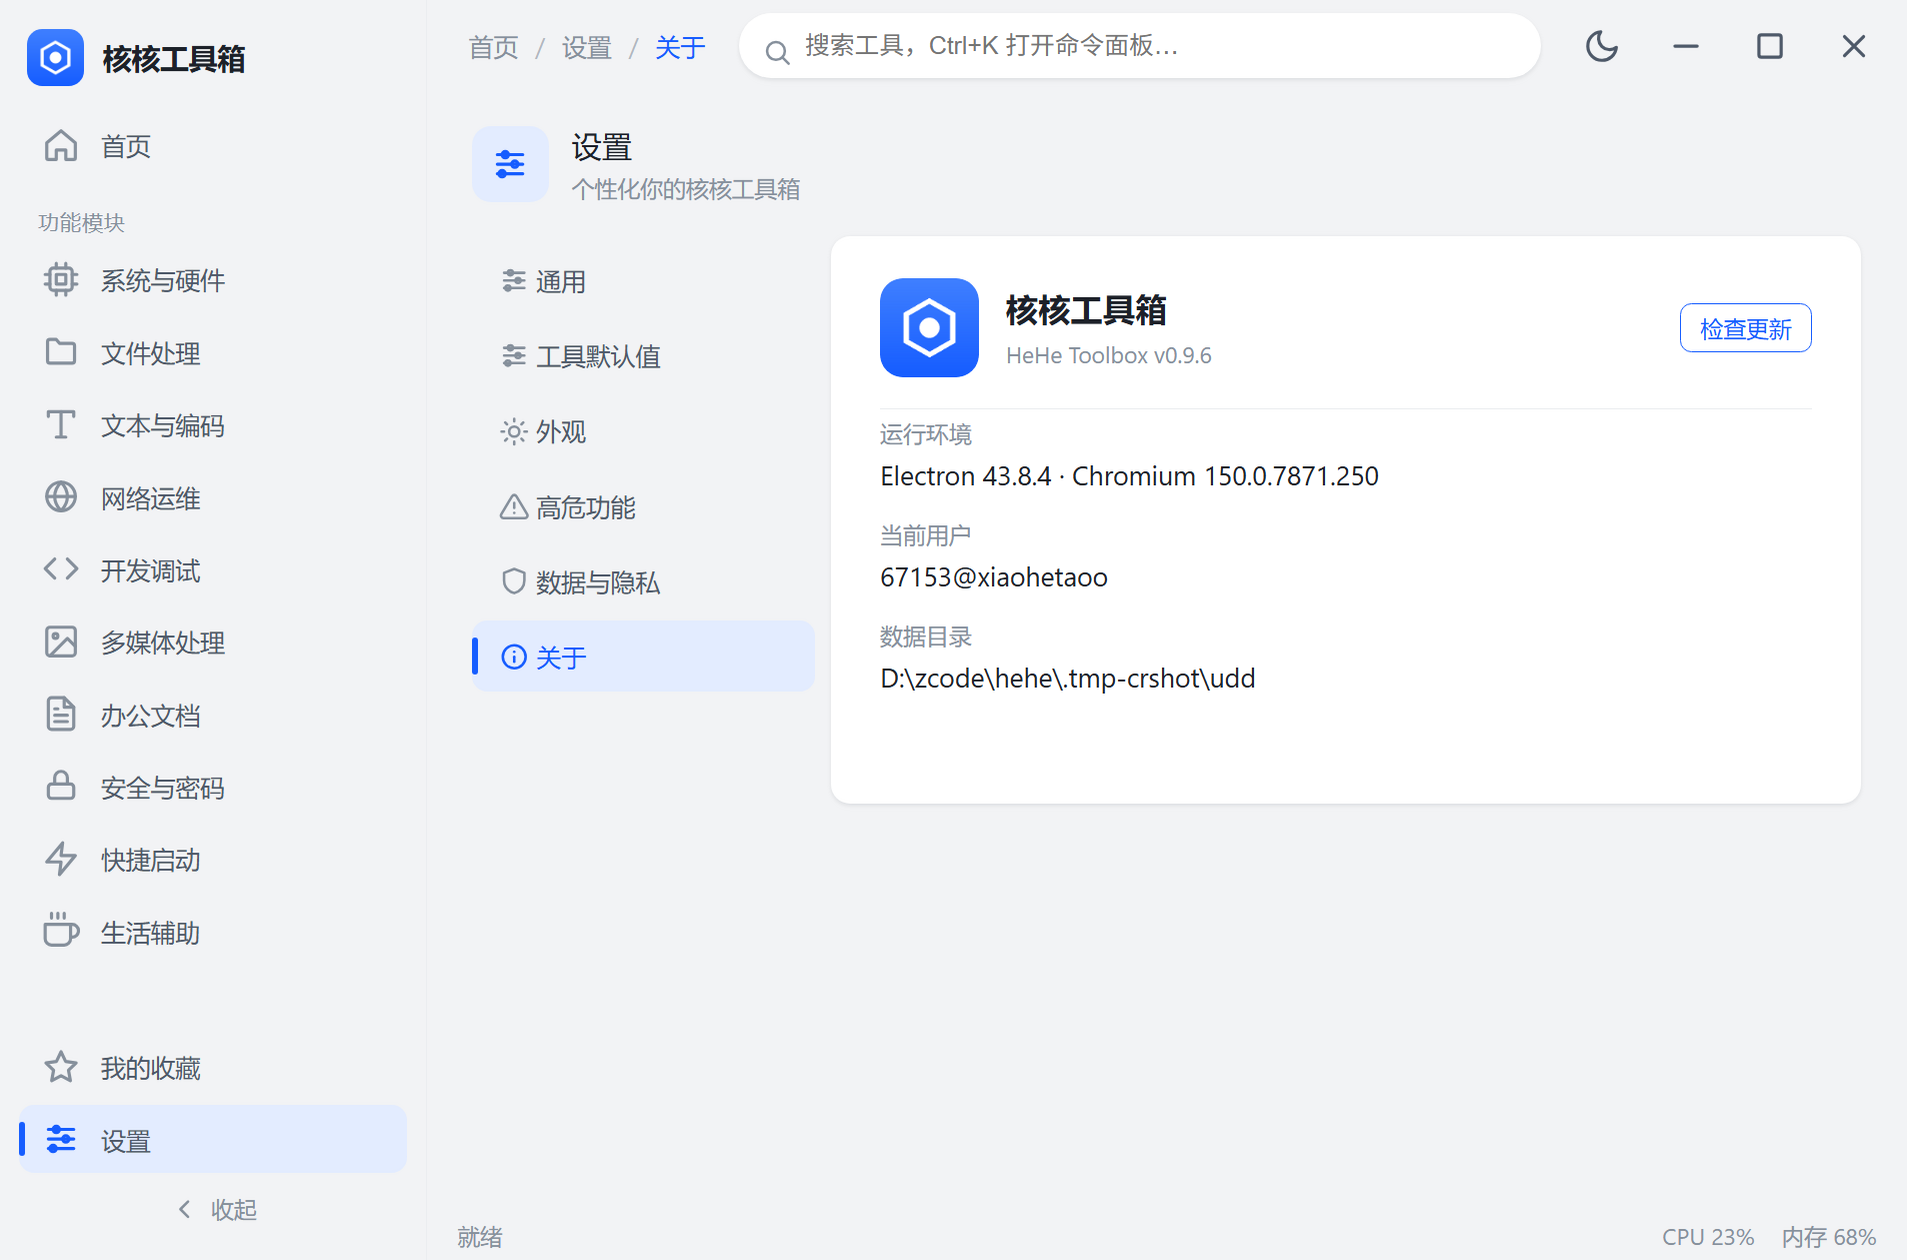 核核工具箱
首页
功能模块
系统与硬件
文件处理
文本与编码
网络运维
开发调试
多媒体处理
办公文档
安全与密码
快捷启动
生活辅助
我的收藏
设置
收起
首页 / 设置 / 关于
搜索工具，Ctrl+K 打开命令面板...
设置
个性化你的核核工具箱
通用
工具默认值
外观
高危功能
数据与隐私
关于
核核工具箱
HeHe Toolbox v0.9.6
检查更新
运行环境
Electron 43.8.4 · Chromium 150.0.7871.250
当前用户
67153@xiaohetaoo
数据目录
D:\zcode\hehe\.tmp-crshot\udd
就绪
CPU 23% 内存 68%